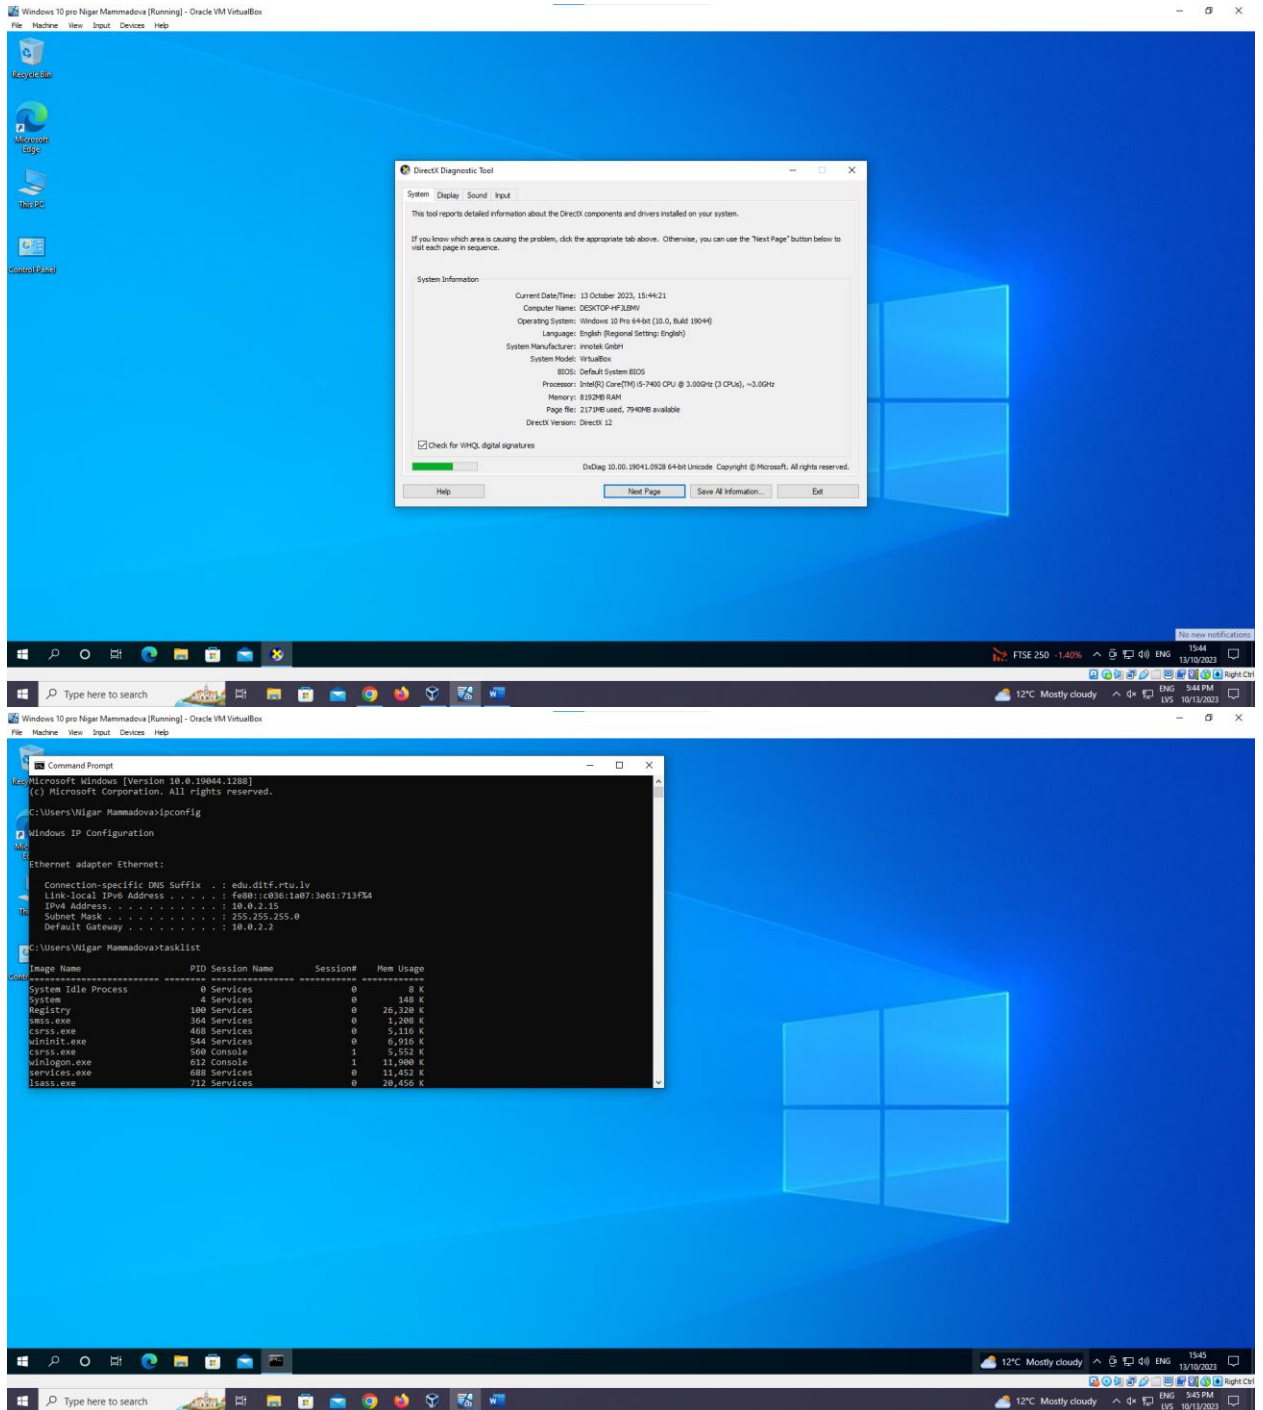 Windows 10 pro Nigar Mammadova [Running] - Oracle VM VirtualBox
File Machine View Input Devices Help
Recycle Bin
Microsoft
Edge
This PC
Control Panel
DirectX Diagnostic Tool
System Display Sound Input
This tool reports detailed information about the DirectX components and drivers installed on your system.
If you know which area is causing the problem, click the appropriate tab above. Otherwise, you can use the "Next Page" button below to
visit each page in sequence.
System Information
Current Date/Time: 13 October 2023, 15:44:21
Computer Name: DESKTOP-HFJLBMV
Operating System: Windows 10 Pro 64-bit (10.0, Build 19044)
Language: English (Regional Setting: English)
System Manufacturer: innotek GmbH
System Model: VirtualBox
BIOS: Default System BIOS
Processor: Intel(R) Core(TM) i5-7400 CPU @ 3.00GHz (3 CPUs), ~3.0GHz
Memory: 8192MB RAM
Page file: 2171MB used, 7940MB available
DirectX Version: DirectX 12
Check for WHQL digital signatures
DxDiag 10.00.19041.0928 64-bit Unicode Copyright © Microsoft. All rights reserved.
Help Next Page Save All Information... Exit
No new notifications
FTSE 250 -1.40% ENG 15:44
13/10/2023
Right Ctrl
Type here to search 12°C Mostly cloudy ENG 5:44 PM
LVS 10/13/2023
Windows 10 pro Nigar Mammadova [Running] - Oracle VM VirtualBox
File Machine View Input Devices Help
Command Prompt
Microsoft Windows [Version 10.0.19044.1288]
(c) Microsoft Corporation. All rights reserved.
C:\Users\Nigar Mammadova>ipconfig
Windows IP Configuration
Ethernet adapter Ethernet:
Connection-specific DNS Suffix . : edu.ditf.rtu.lv
Link-local IPv6 Address . . . . . : fe80::c036:1a07:3e61:713f%4
IPv4 Address. . . . . . . . . . . : 10.0.2.15
Subnet Mask . . . . . . . . . . . : 255.255.255.0
Default Gateway . . . . . . . . . : 10.0.2.2
C:\Users\Nigar Mammadova>tasklist
Image Name PID Session Name Session# Mem Usage
========================= ======== ================ =========== ============
System Idle Process 0 Services 0 8 K
System 4 Services 0 148 K
Registry 100 Services 0 26,320 K
smss.exe 364 Services 0 1,208 K
csrss.exe 468 Services 0 5,116 K
wininit.exe 544 Services 0 6,916 K
csrss.exe 560 Console 1 5,552 K
winlogon.exe 612 Console 1 11,900 K
services.exe 688 Services 0 11,452 K
lsass.exe 712 Services 0 20,456 K
12°C Mostly cloudy ENG 15:45
13/10/2023
Right Ctrl
Type here to search 12°C Mostly cloudy ENG 5:45 PM
LVS 10/13/2023